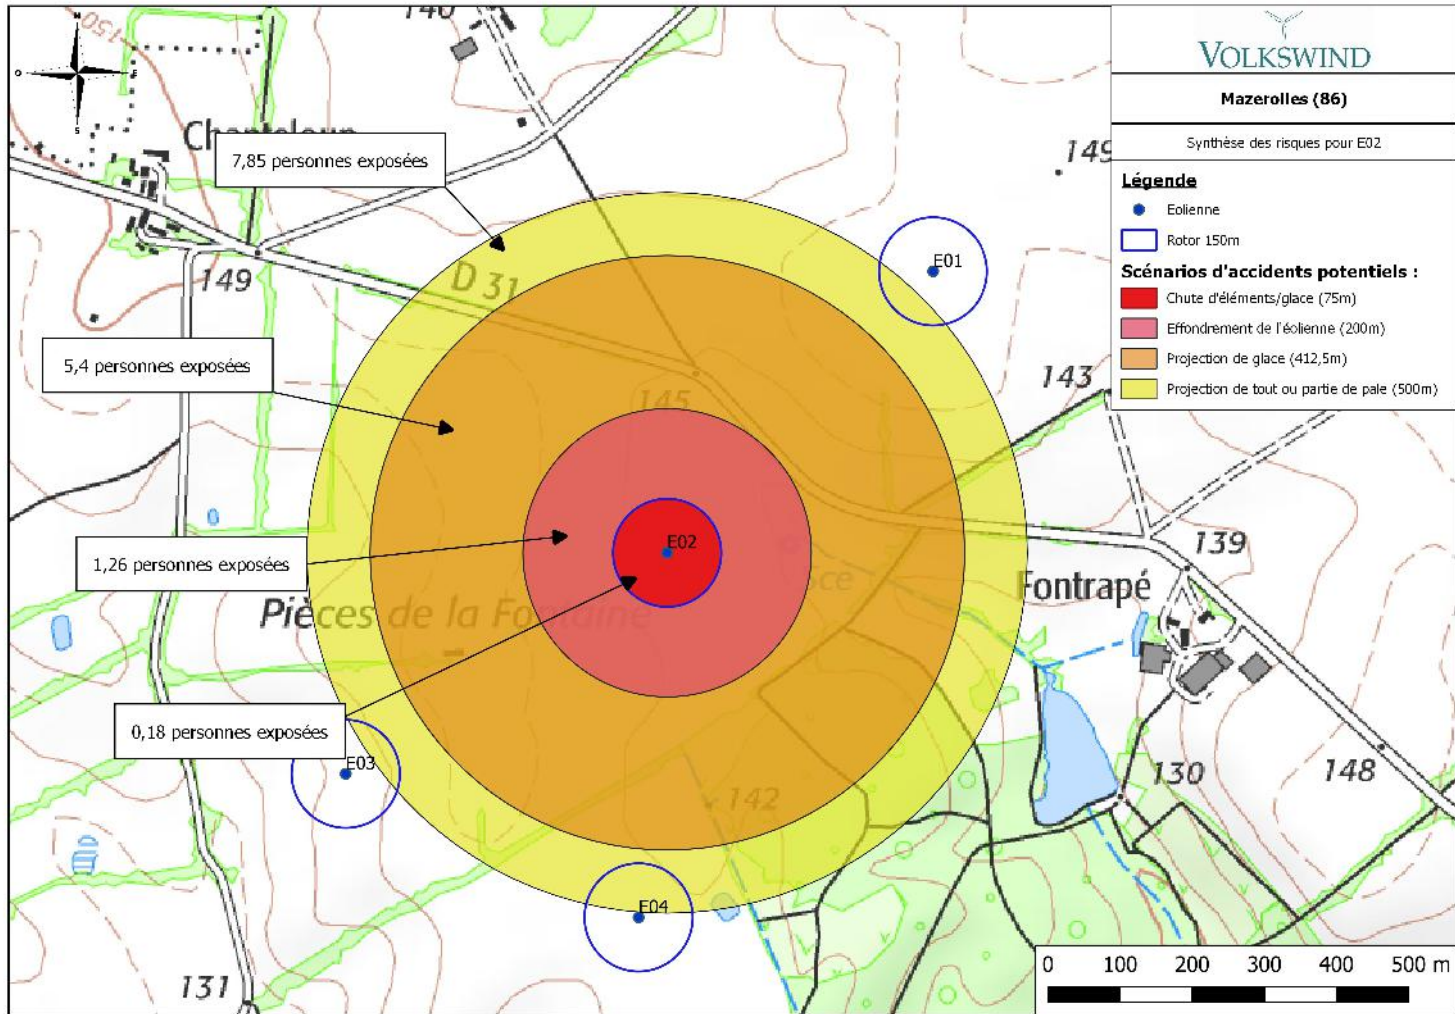 140
150
N
O
E
S
VOLKSWIND
Mazerolles (86)
Synthèse des risques pour E02
Légende
Eolienne
Rotor 150m
Scénarios d'accidents potentiels :
Chute d'éléments/glace (75m)
Effondrement de l'éolienne (200m)
Projection de glace (412,5m)
Projection de tout ou partie de pale (500m)
Chanteloup
7,85 personnes exposées
149
149
D 31
E01
5,4 personnes exposées
145
143
E02
1,26 personnes exposées
139
Sce
Fontrapé
Pièces de la Fontaine
0,18 personnes exposées
E03
142
130
148
E04
131
0 100 200 300 400 500 m